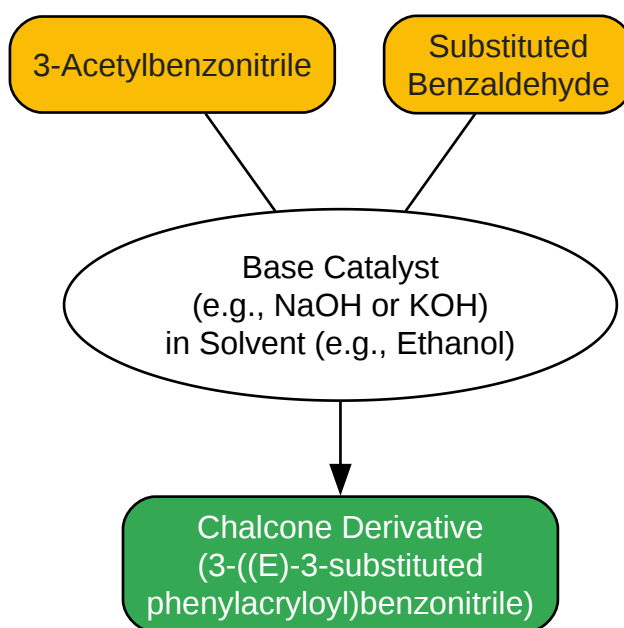 3-Acetylbenzonitrile
Substituted
Benzaldehyde
Base Catalyst
(e.g., NaOH or KOH)
in Solvent (e.g., Ethanol)
Chalcone Derivative
(3-((E)-3-substituted
phenylacryloyl)benzonitrile)